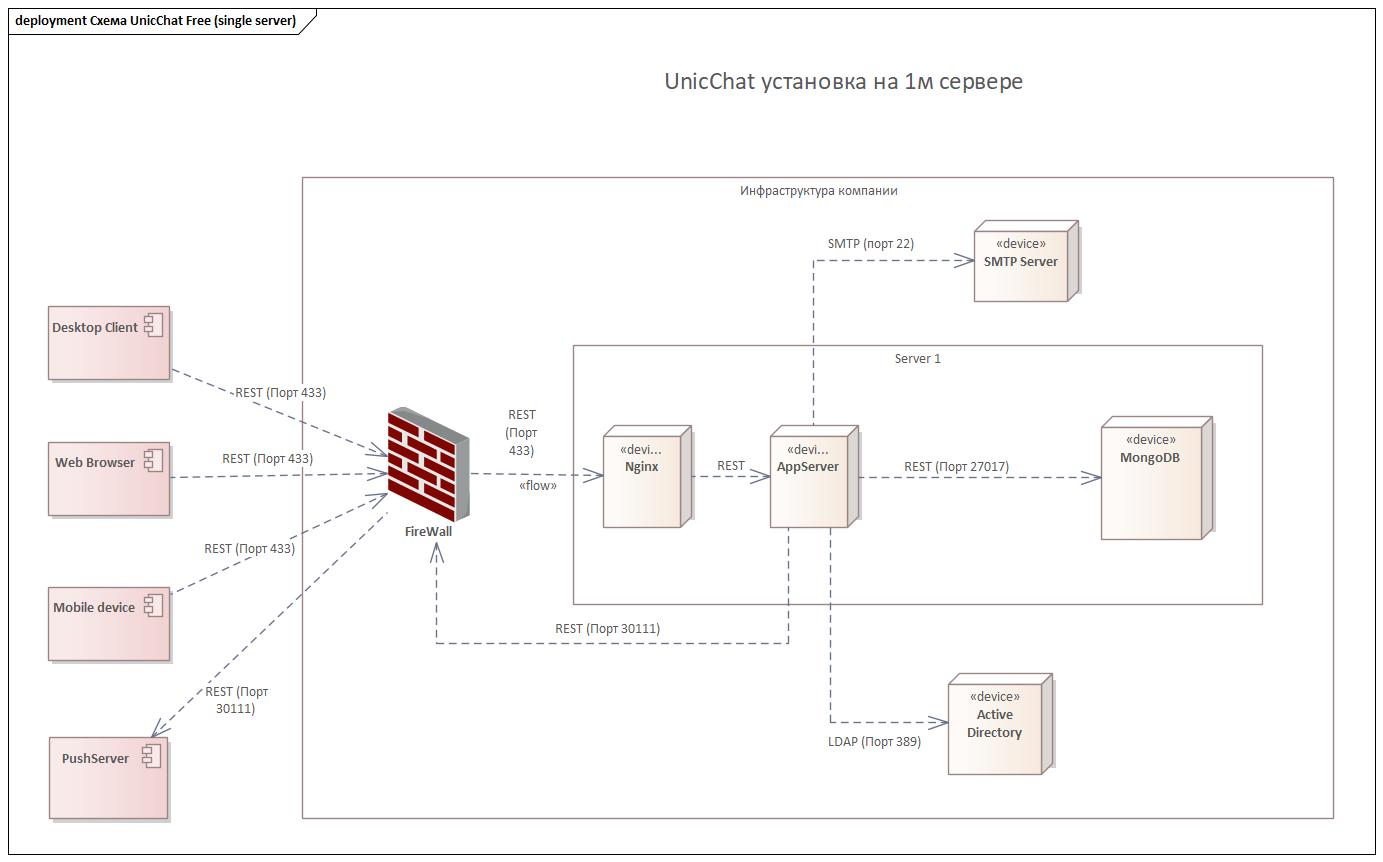 deployment Схема UnicChat Free (single server)
UnicChat установка на 1м сервере
Инфраструктура компании
SMTP (порт 22)
«device»
SMTP Server
Desktop Client
REST (Порт 433)
Server 1
Web Browser
REST (Порт 433)
REST
(Порт
433)
«flow»
FireWall
«devi...
Nginx
REST
«devi...
AppServer
REST (Порт 27017)
«device»
MongoDB
REST (Порт 433)
Mobile device
REST (Порт 30111)
REST (Порт
30111)
PushServer
«device»
Active
Directory
LDAP (Порт 389)